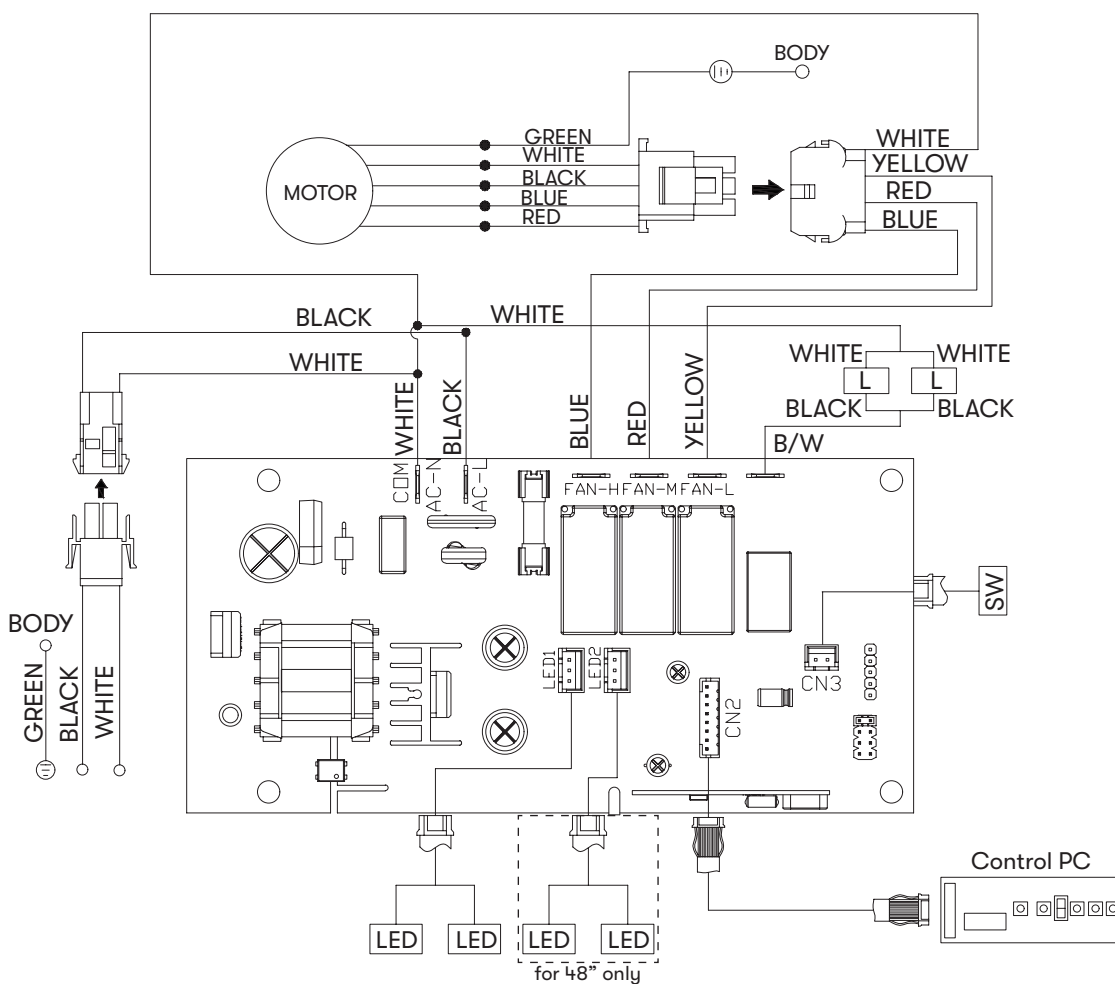 BODY
GREEN
WHITE
BLACK
BLUE
RED
MOTOR
WHITE
YELLOW
RED
BLUE
BLACK
WHITE
WHITE
WHITE
BLACK
BLUE
RED
YELLOW
WHITE
WHITE
L
L
BLACK
BLACK
B/W
COM
AC-N
AC-L
FAN-H
FAN-M
FAN-L
SW
BODY
GREEN
BLACK
WHITE
LED1
LED2
CN2
CN3
LED
LED
LED
LED
for 48” only
Control PC